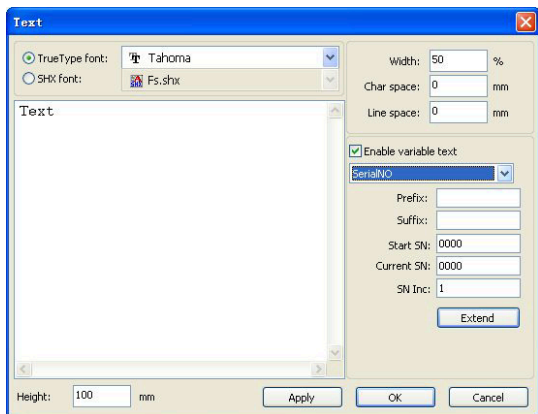 Text
TrueType font: Tahoma
SHX font: Fs.shx
Text
Width: 50 %
Char space: 0 mm
Line space: 0 mm
Enable variable text
SerialNO
Prefix:
Suffix:
Start SN: 0000
Current SN: 0000
SN Inc: 1
Extend
Height: 100 mm
Apply
OK
Cancel